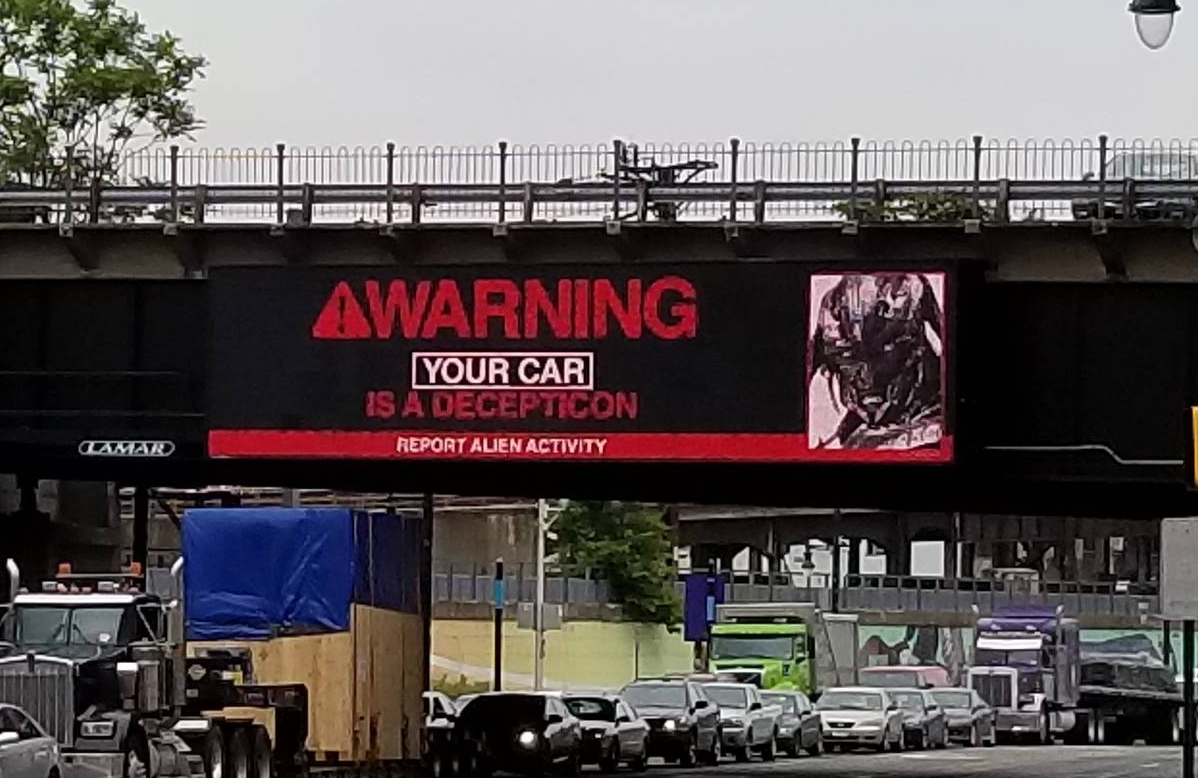 WARNING
YOUR CAR
IS A DECEPTICON
REPORT ALIEN ACTIVITY
LAMAR